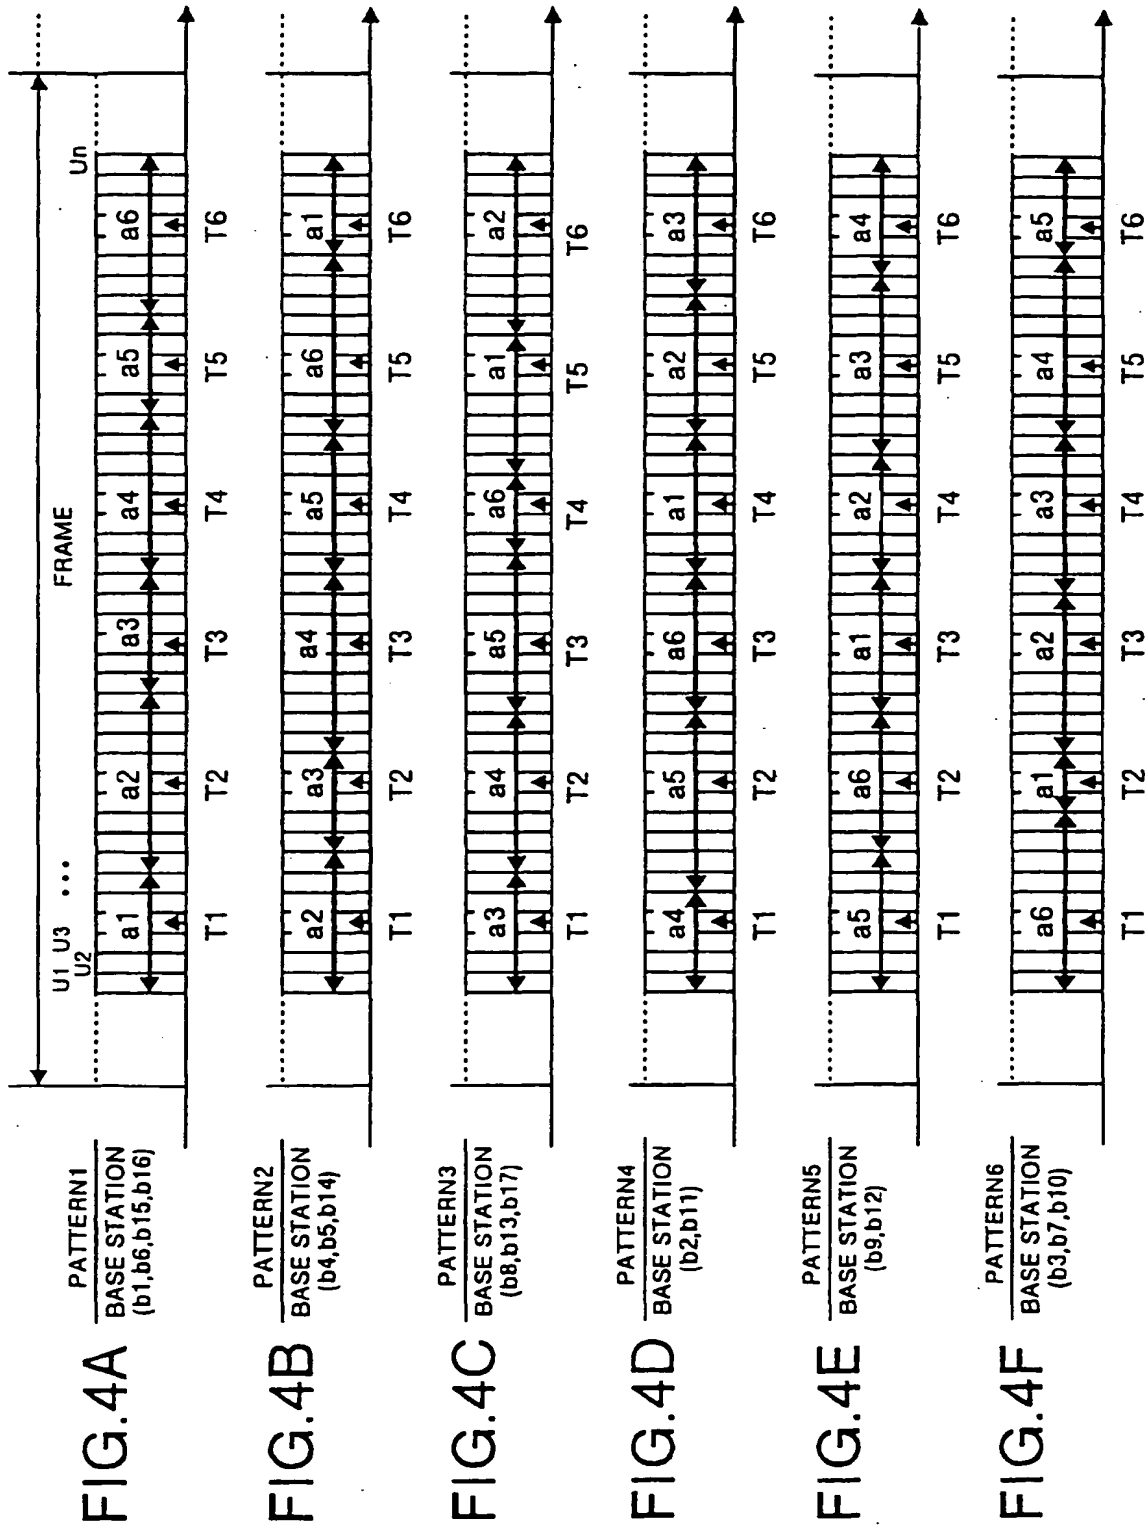 FRAME
U1 U3 ... Un
U2
FIG.4A
PATTERN1
BASE STATION
(b1,b6,b15,b16)
a1 a2 a3 a4 a5 a6
T1 T2 T3 T4 T5 T6
FIG.4B
PATTERN2
BASE STATION
(b4,b5,b14)
a2 a3 a4 a5 a6 a1
T1 T2 T3 T4 T5 T6
FIG.4C
PATTERN3
BASE STATION
(b8,b13,b17)
a3 a4 a5 a6 a1 a2
T1 T2 T3 T4 T5 T6
FIG.4D
PATTERN4
BASE STATION
(b2,b11)
a4 a5 a6 a1 a2 a3
T1 T2 T3 T4 T5 T6
FIG.4E
PATTERN5
BASE STATION
(b9,b12)
a5 a6 a1 a2 a3 a4
T1 T2 T3 T4 T5 T6
FIG.4F
PATTERN6
BASE STATION
(b3,b7,b10)
a6 a1 a2 a3 a4 a5
T1 T2 T3 T4 T5 T6